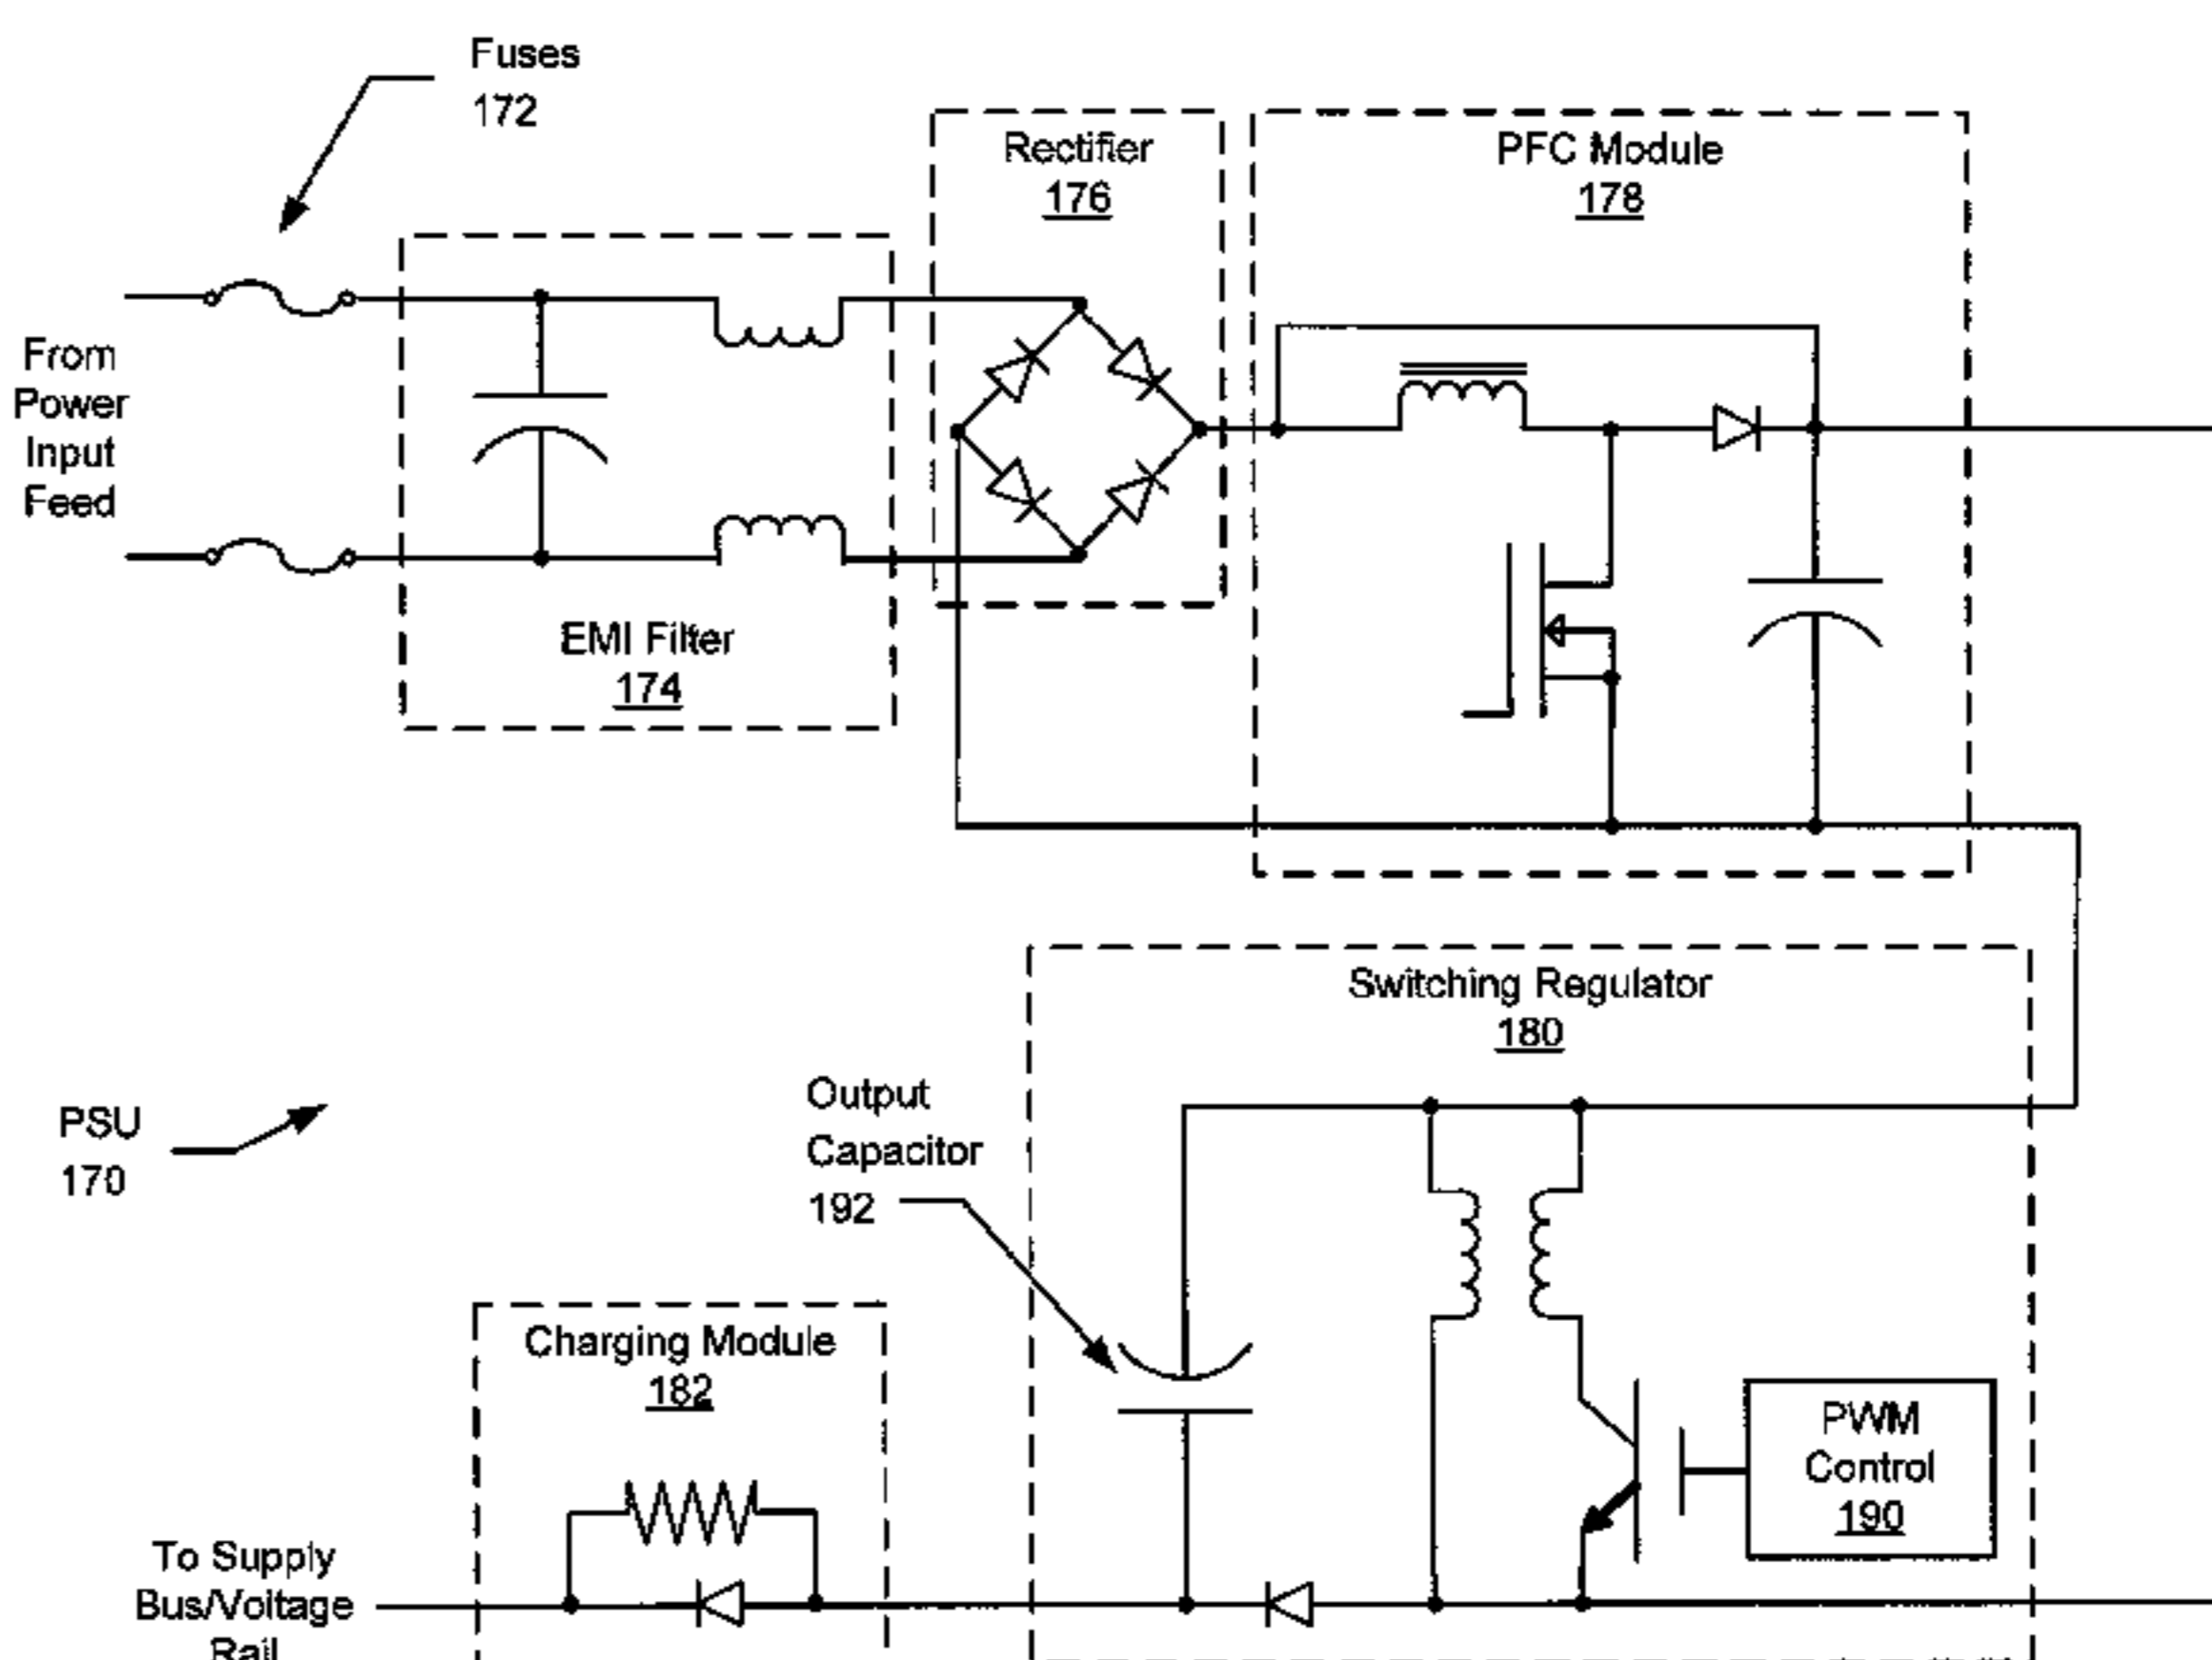 Fuses
172
Rectifier
176
PFC Module
178
From
Power
Input
Feed
EMI Filter
174
Switching Regulator
180
Output
Capacitor
192
PSU
170
Charging Module
182
PWM
Control
190
To Supply
Bus/Voltage
Rail